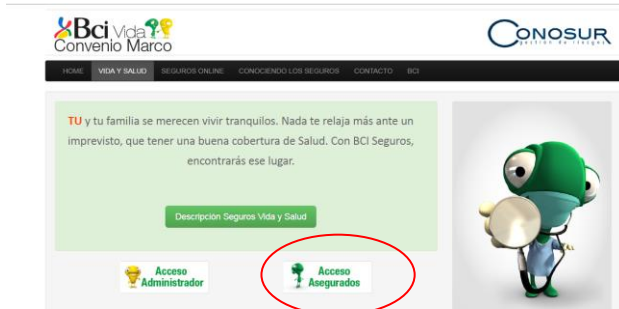 Bci Vida
Convenio Marco
CONOSUR
gestión de riesgos
HOME VIDA Y SALUD SEGUROS ONLINE CONOCIENDO LOS SEGUROS CONTACTO BCI
TU y tu familia se merecen vivir tranquilos. Nada te relaja más ante un
imprevisto, que tener una buena cobertura de Salud. Con BCI Seguros,
encontrarás ese lugar.
Descripción Seguros Vida y Salud
Acceso
Administrador
Acceso
Asegurados